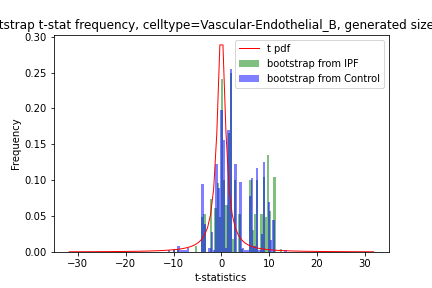 tstrap t-stat frequency, celltype=Vascular-Endothelial_B, generated size
0.30
0.25
0.20
0.15
0.10
0.05
0.00
Frequency
t pdf
bootstrap from IPF
bootstrap from Control
−30 −20 −10 0 10 20 30
t-statistics